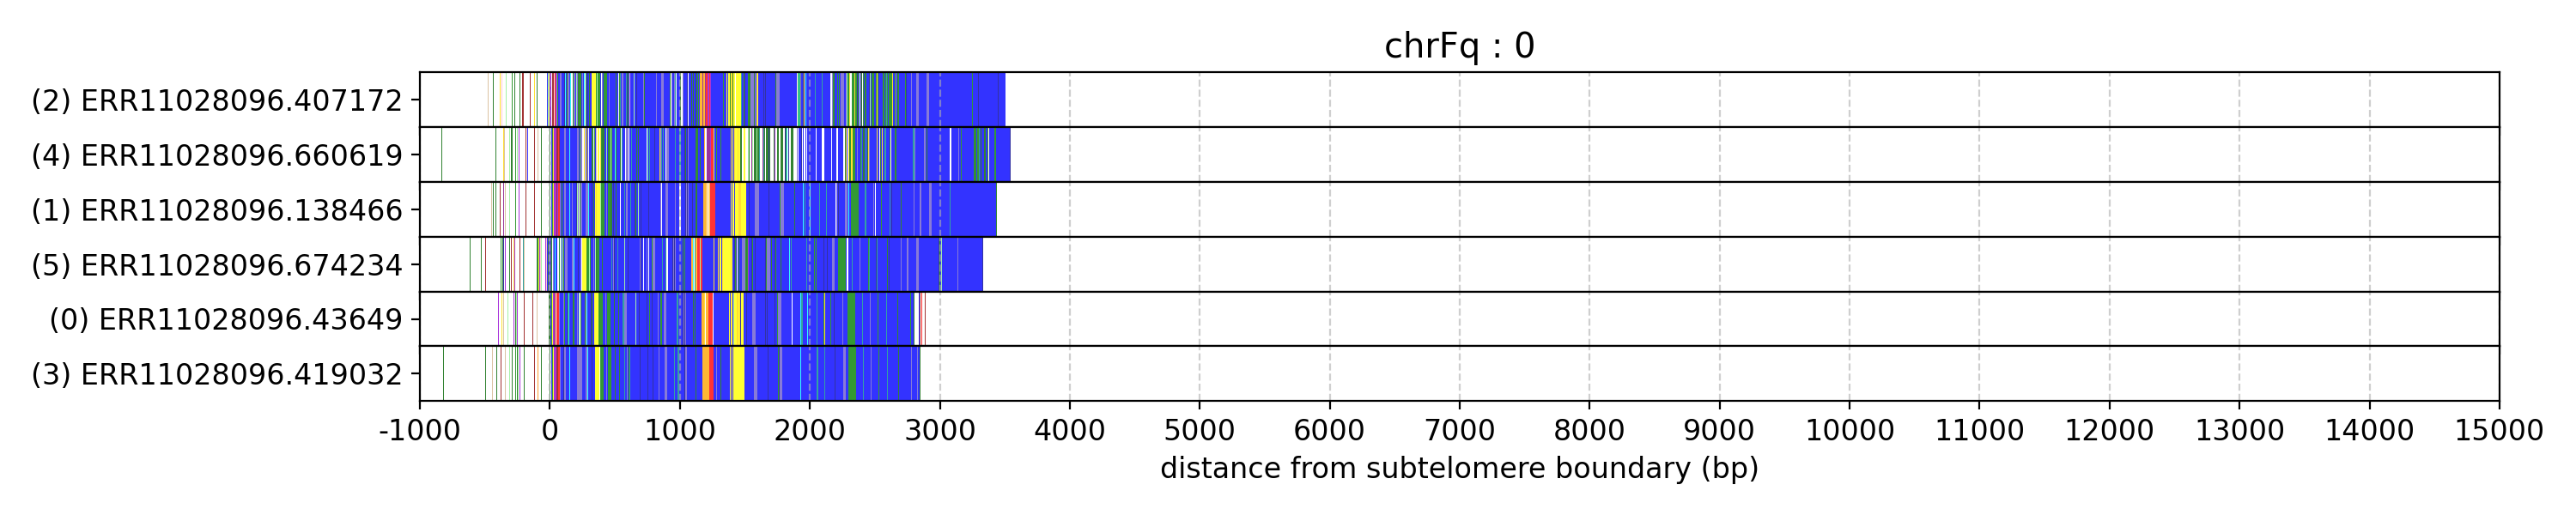 chrFq : 0
(2) ERR11028096.407172
(4) ERR11028096.660619
(1) ERR11028096.138466
(5) ERR11028096.674234
(0) ERR11028096.43649
(3) ERR11028096.419032
-1000 0 1000 2000 3000 4000 5000 6000 7000 8000 9000 10000 11000 12000 13000 14000 15000
distance from subtelomere boundary (bp)